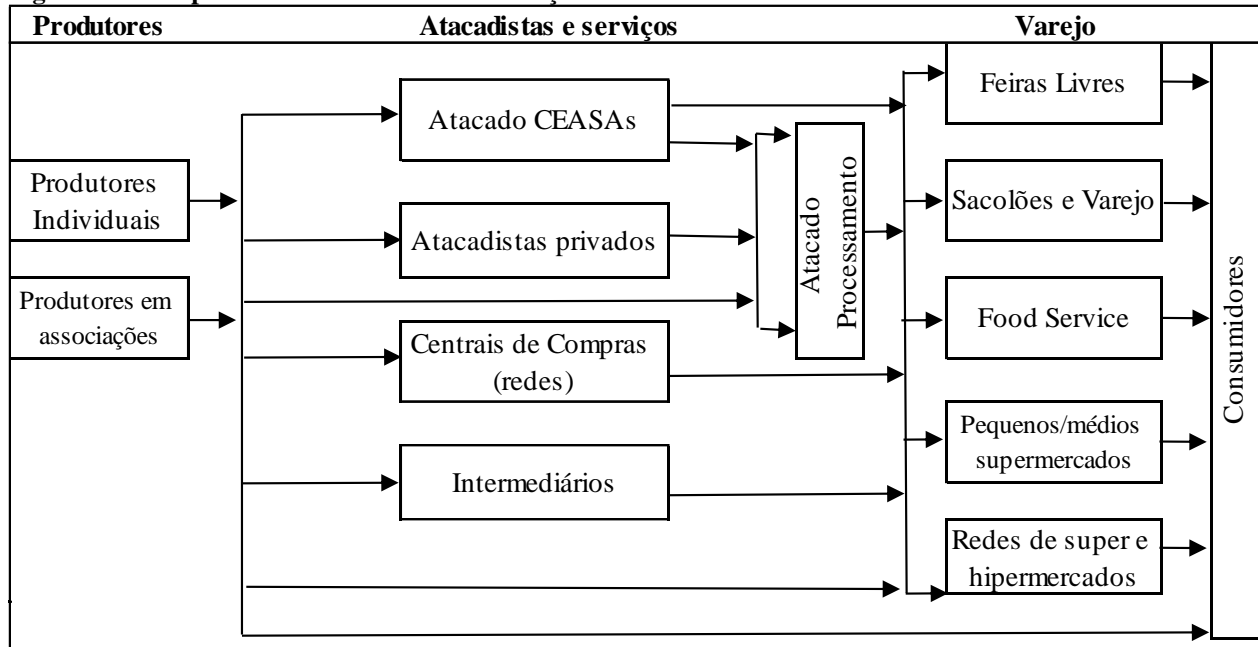 Produtores
Atacadistas e serviços
Varejo
Produtores
Individuais
Produtores em
associações
Atacado CEASAs
Atacadistas privados
Centrais de Compras
(redes)
Intermediários
Atacado
Processamento
Feiras Livres
Sacolões e Varejo
Food Service
Pequenos/médios
supermercados
Redes de super e
hipermercados
Consumidores